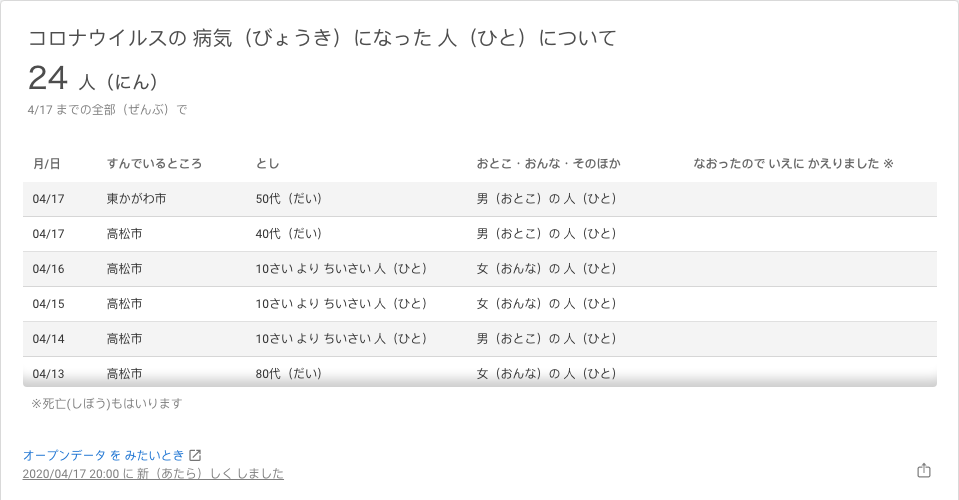 コロナウイルスの 病気（びょうき）になった 人（ひと）について
24 人（にん）
4/17 までの全部（ぜんぶ）で
月/日 すんでいるところ とし おとこ・おんな・そのほか なおったので いえに かえりました ※
04/17 東かがわ市 50代（だい） 男（おとこ）の 人（ひと）
04/17 高松市 40代（だい） 男（おとこ）の 人（ひと）
04/16 高松市 10さい より ちいさい 人（ひと） 女（おんな）の 人（ひと）
04/15 高松市 10さい より ちいさい 人（ひと） 女（おんな）の 人（ひと）
04/14 高松市 10さい より ちいさい 人（ひと） 男（おとこ）の 人（ひと）
04/13 高松市 80代（だい） 女（おんな）の 人（ひと）
※死亡(しぼう)もはいります
オープンデータ を みたいとき
2020/04/17 20:00 に 新（あたら）しく しました